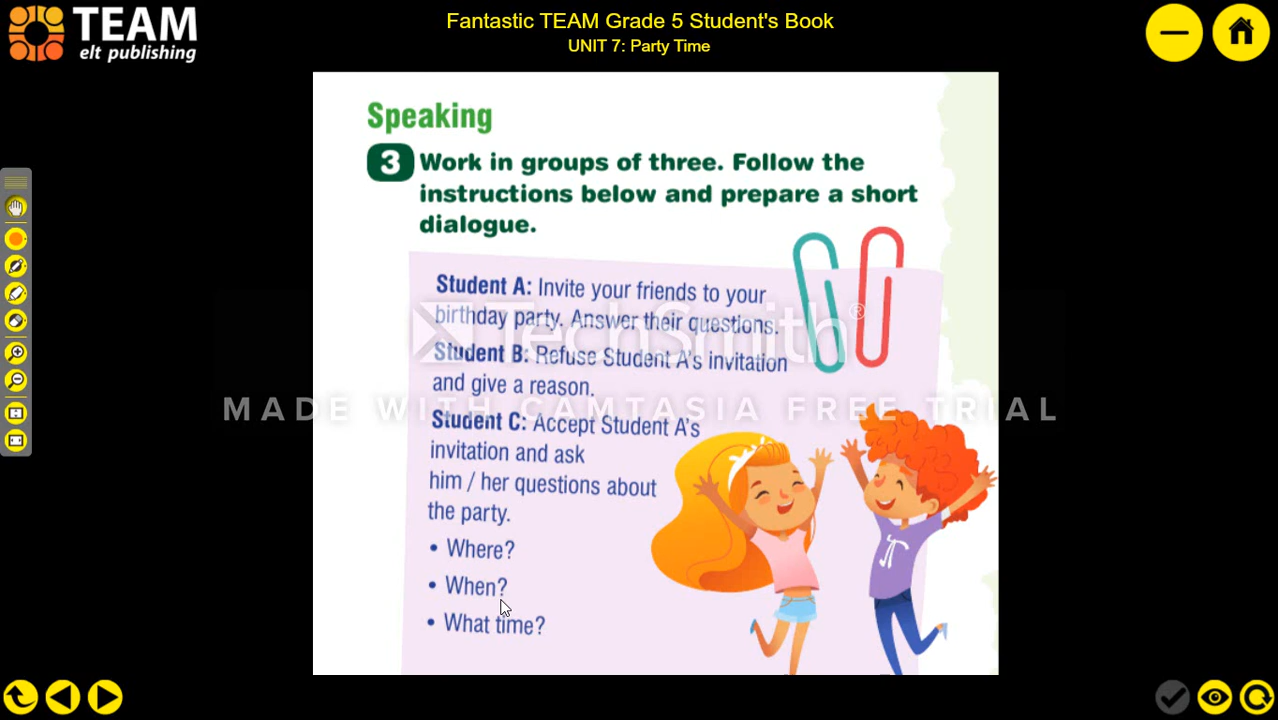 TEAM
elt publishing
Fantastic TEAM Grade 5 Student's Book
UNIT 7: Party Time
Speaking
3 Work in groups of three. Follow the
instructions below and prepare a short
dialogue.
Student A: Invite your friends to your
birthday party. Answer their questions.
TechSmith®
Student B: Refuse Student A's invitation
and give a reason.
MADE WITH CAMTASIA FREE TRIAL
Student C: Accept Student A's
invitation and ask
him / her questions about
the party.
• Where?
• When?
• What time?